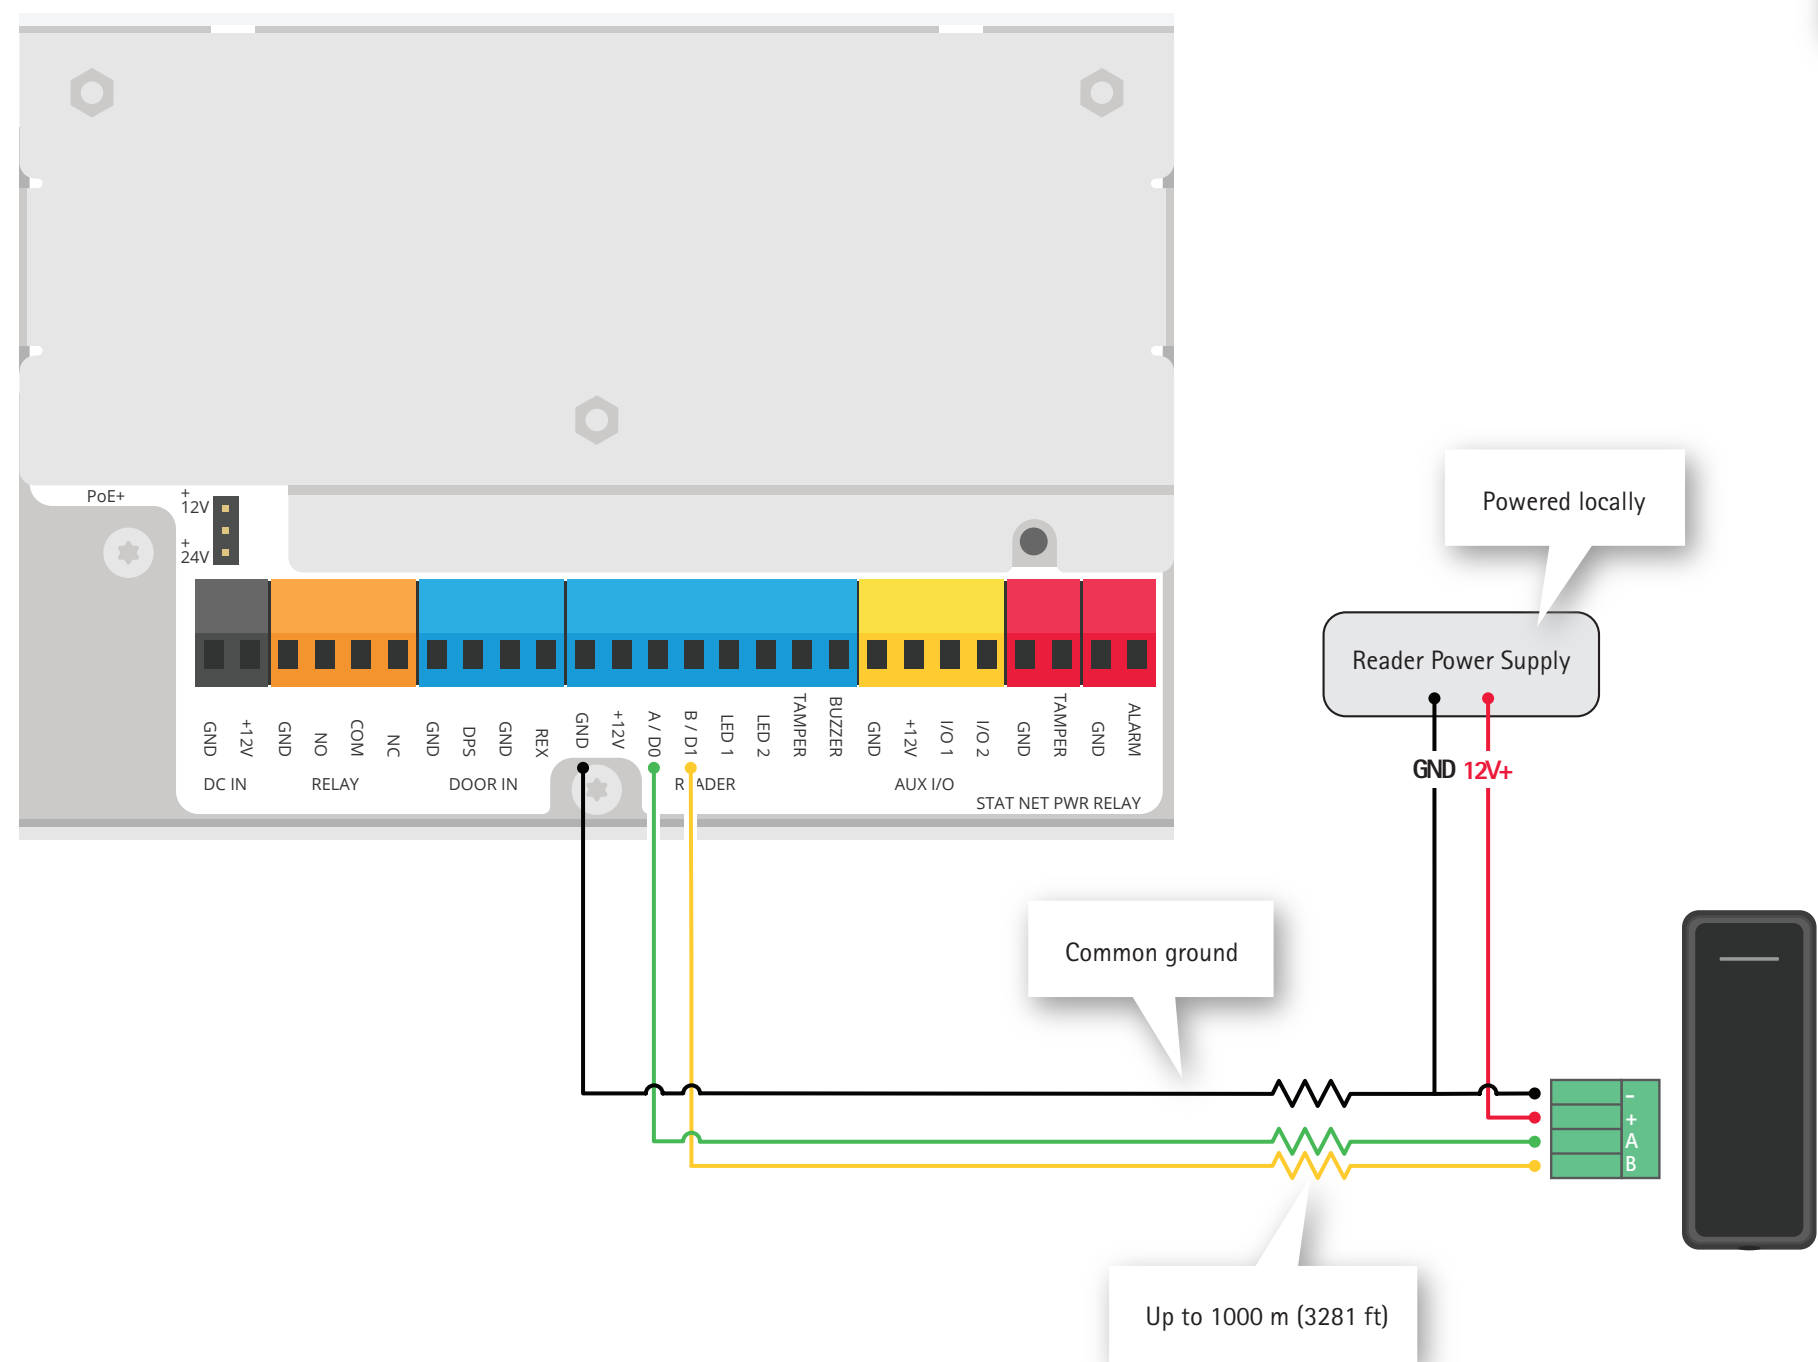 PoE+
+
12V
+
24V
GND
+12V
GND
NO
COM
NC
GND
DPS
GND
REX
GND
+12V
A / D0
B / D1
LED 1
LED 2
TAMPER
BUZZER
GND
+12V
I/O 1
I/O 2
GND
TAMPER
GND
ALARM
DC IN
RELAY
DOOR IN
AUX I/O
STAT NET PWR RELAY
Powered locally
Reader Power Supply
GND 12V+
Common ground
-
+
A
B
Up to 1000 m (3281 ft)